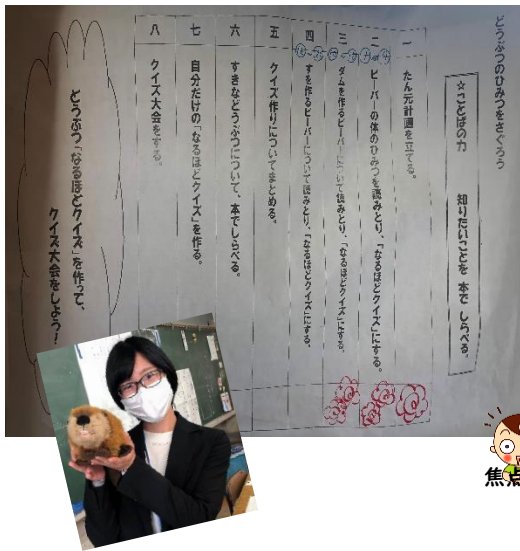 どうぶつのひみつをさぐろう
☆ことばの力 知りたいことを 本で しらべる。
一 たん元計画を立てる。
二 ビーバーの体のひみつを読みとり、「なるほどクイズ」にする。
三 ダムを作るビーバーについて読みとり、「なるほどクイズ」にする。
四 すを作るビーバーについて読みとり、「なるほどクイズ」にする。
五 クイズ作りについてまとめる。
六 すきなどうぶつについて、本でしらべる。
七 自分だけの「なるほどクイズ」を作る。
八 クイズ大会をする。
どうぶつ「なるほどクイズ」を作って、
クイズ大会をしよう!
焦点